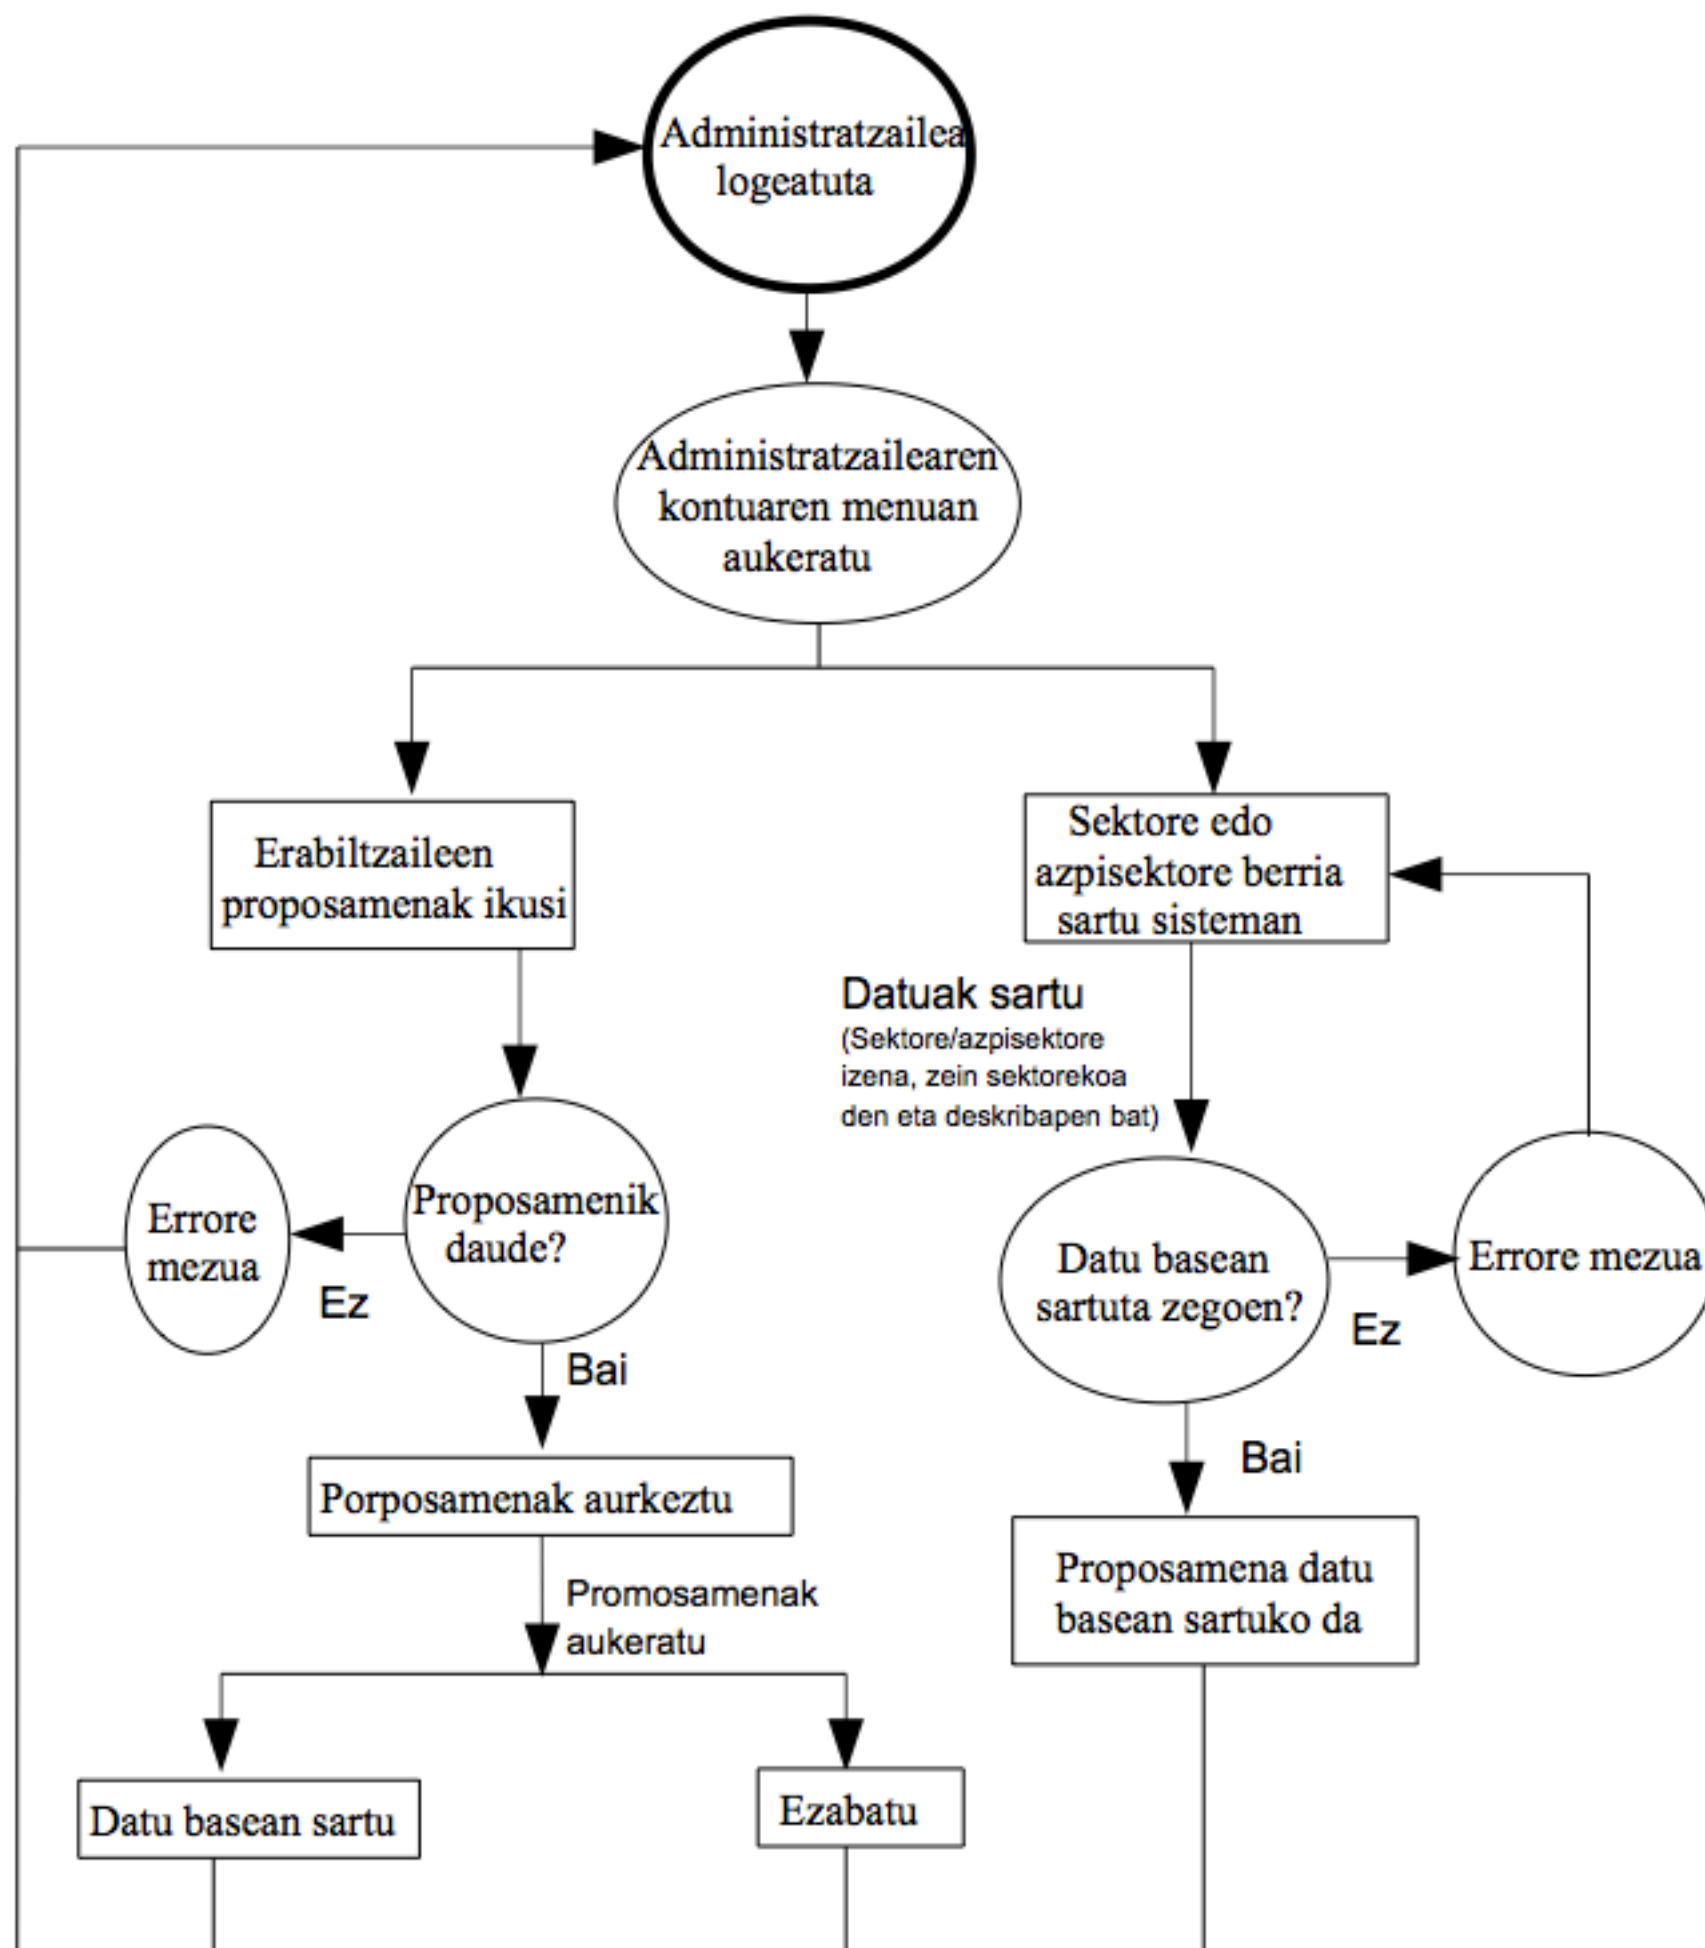 Administratzailea
logeatuta
Administratzailearen
kontuaren menuan
aukeratu
Erabiltzaileen
proposamenak ikusi
Sektore edo
azpisektore berria
sartu sisteman
Datuak sartu
(Sektore/azpisektore
izena, zein sektorekoa
den eta deskribapen bat)
Errore
mezua
Ez
Proposamenik
daude?
Bai
Datu basean
sartuta zegoen?
Ez
Errore mezua
Bai
Porposamenak aurkeztu
Promosamenak
aukeratu
Proposamena datu
basean sartuko da
Datu basean sartu
Ezabatu